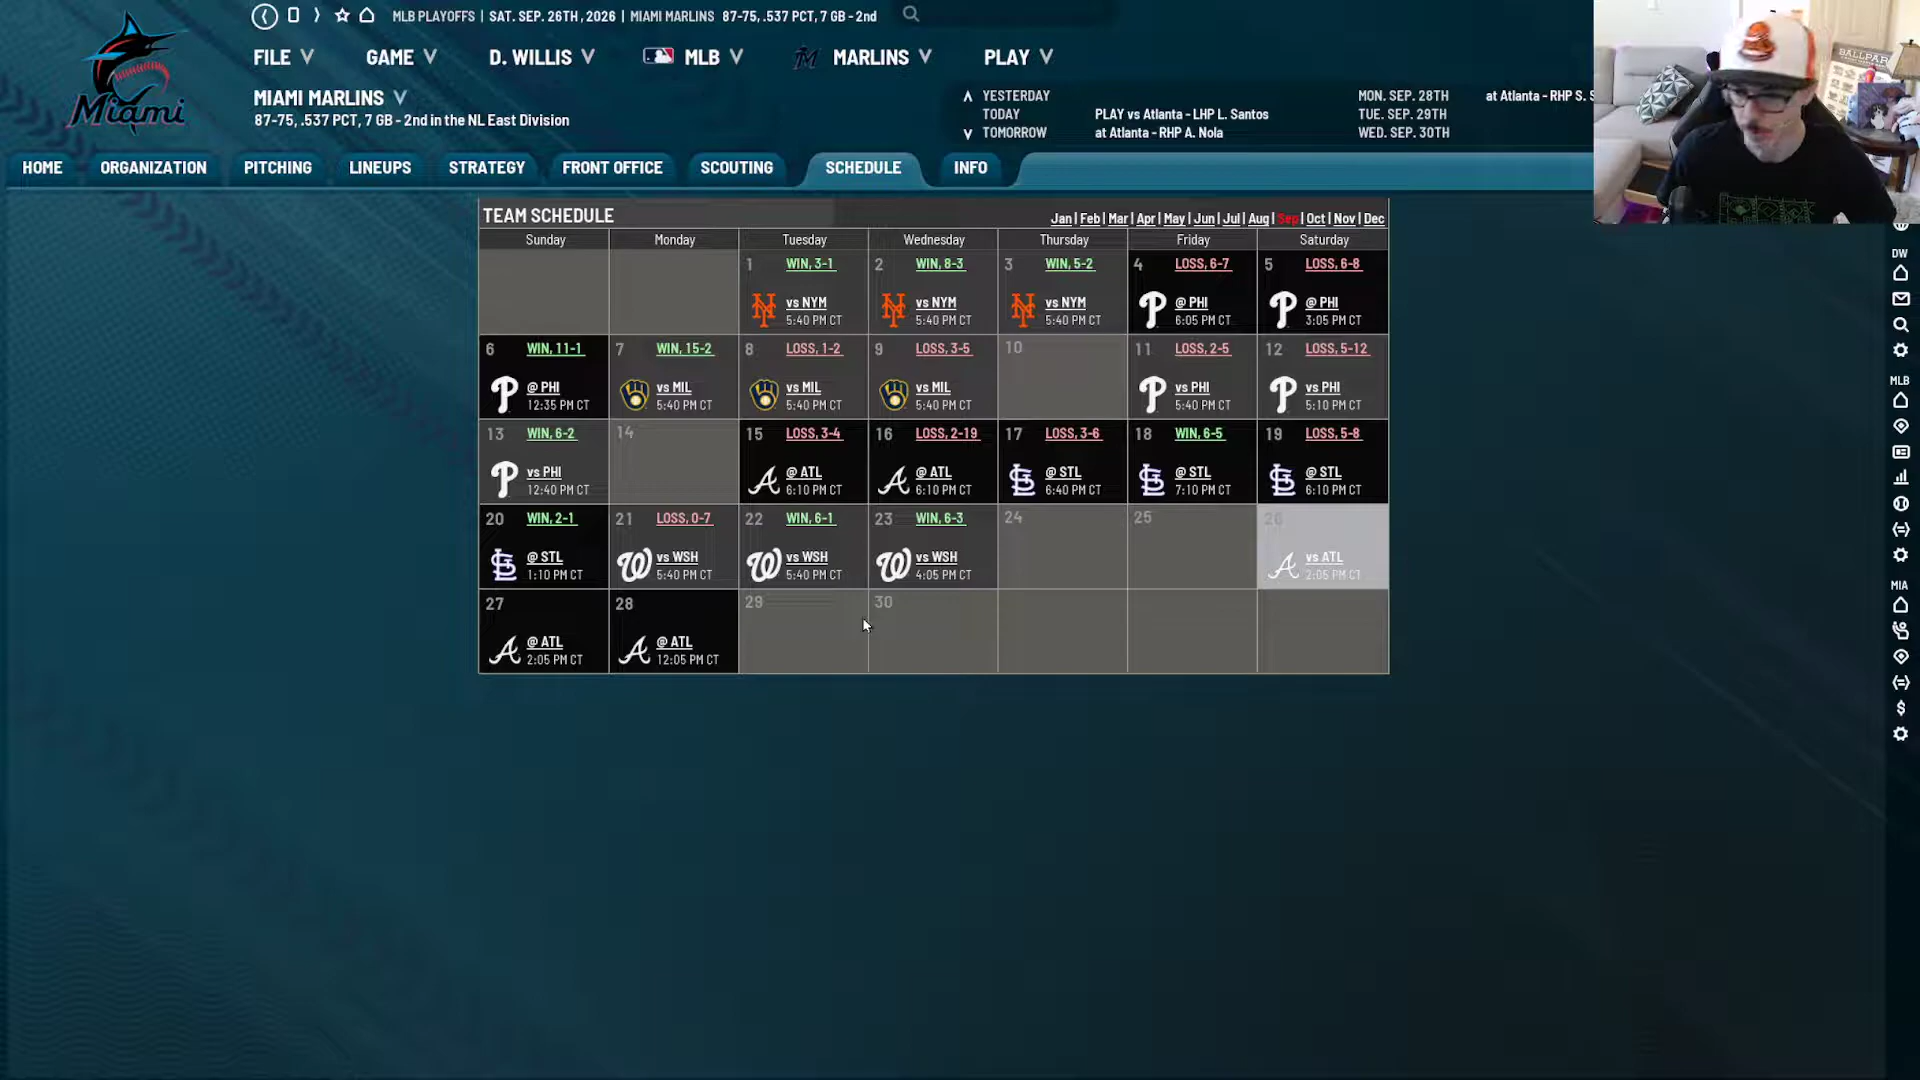 MLB PLAYOFFS | SAT. SEP. 26TH, 2026 | MIAMI MARLINS 87-75, .537 PCT, 7 GB - 2nd
FILE GAME D. WILLIS MLB MARLINS PLAY
Miami
MIAMI MARLINS
87-75, .537 PCT, 7 GB - 2nd in the NL East Division
YESTERDAY MON. SEP. 28TH at Atlanta - RHP S.
TODAY PLAY vs Atlanta - LHP L. Santos TUE. SEP. 29TH
TOMORROW at Atlanta - RHP A. Nola WED. SEP. 30TH
HOME ORGANIZATION PITCHING LINEUPS STRATEGY FRONT OFFICE SCOUTING SCHEDULE INFO
TEAM SCHEDULE Jan | Feb | Mar | Apr | May | Jun | Jul | Aug | Sep | Oct | Nov | Dec
Sunday Monday Tuesday Wednesday Thursday Friday Saturday
1 WIN, 3-1 2 WIN, 8-3 3 WIN, 5-2 4 LOSS, 6-7 5 LOSS, 6-8
vs NYM vs NYM vs NYM @ PHI @ PHI
5:40 PM CT 5:40 PM CT 5:40 PM CT 6:05 PM CT 3:05 PM CT
6 WIN, 11-1 7 WIN, 15-2 8 LOSS, 1-2 9 LOSS, 3-5 10 11 LOSS, 2-5 12 LOSS, 5-12
@ PHI vs MIL vs MIL vs MIL vs PHI vs PHI
12:35 PM CT 5:40 PM CT 5:40 PM CT 5:40 PM CT 5:40 PM CT 5:10 PM CT
13 WIN, 6-2 14 15 LOSS, 3-4 16 LOSS, 2-19 17 LOSS, 3-6 18 WIN, 6-5 19 LOSS, 5-8
vs PHI @ ATL @ ATL @ STL @ STL @ STL
12:40 PM CT 6:10 PM CT 6:10 PM CT 6:40 PM CT 7:10 PM CT 6:10 PM CT
20 WIN, 2-1 21 LOSS, 0-7 22 WIN, 6-1 23 WIN, 6-3 24 25 26
@ STL vs WSH vs WSH vs WSH vs ATL
1:10 PM CT 5:40 PM CT 5:40 PM CT 4:05 PM CT 2:05 PM CT
27 28 29 30
@ ATL @ ATL
2:05 PM CT 12:05 PM CT
DW
MLB
MIA
BALLPAR